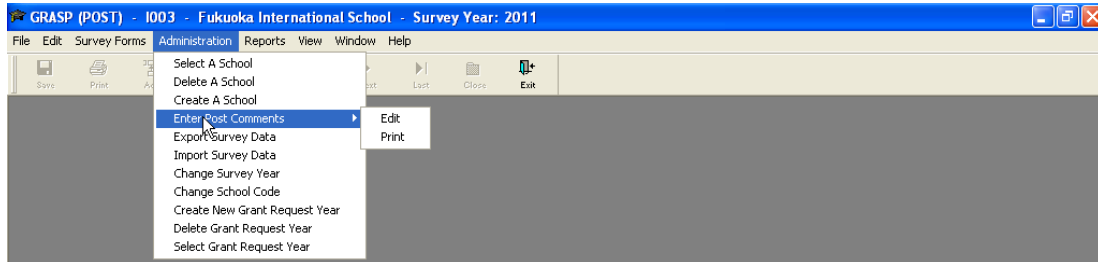 GRASP (POST) - I003 - Fukuoka International School - Survey Year: 2011
File Edit Survey Forms Administration Reports View Window Help
Save Print Last Close Exit
Select A School
Delete A School
Create A School
Enter Post Comments
Export Survey Data
Import Survey Data
Change Survey Year
Change School Code
Create New Grant Request Year
Delete Grant Request Year
Select Grant Request Year
Edit
Print